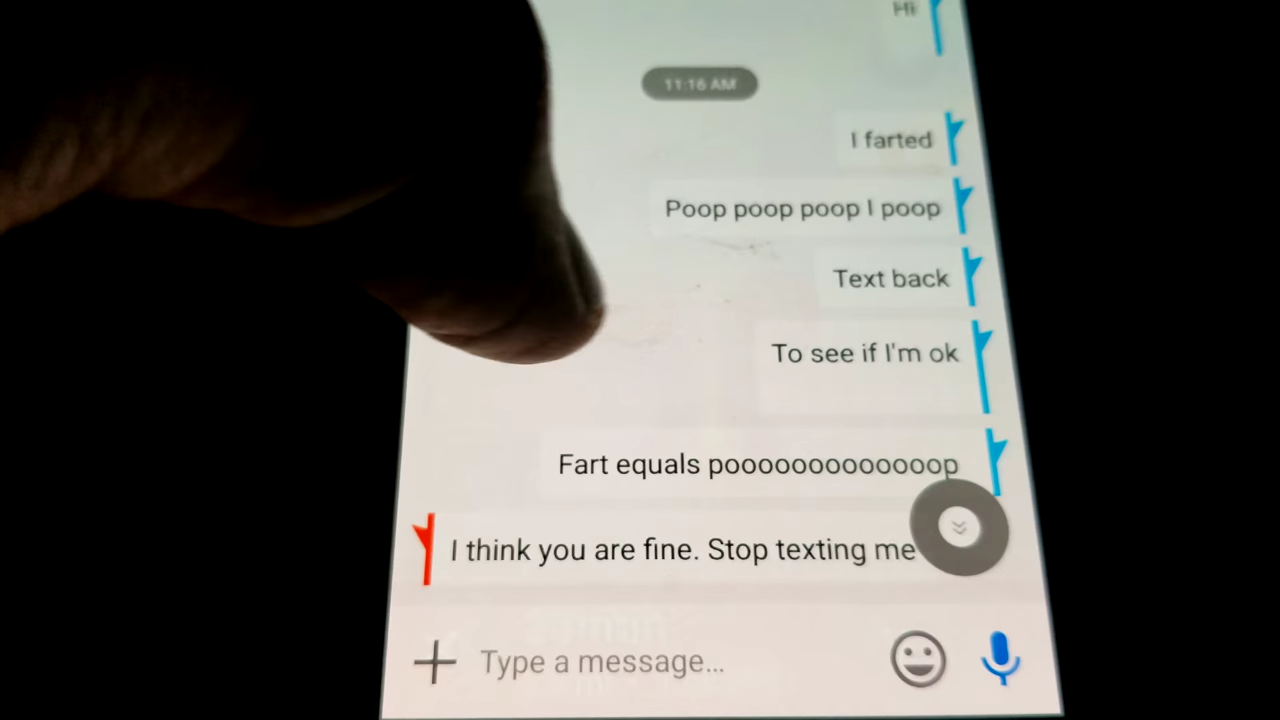 Hi
11:16 AM
I farted
Poop poop poop I poop
Text back
To see if I'm ok
Fart equals pooooooooooooop
I think you are fine. Stop texting me
Type a message...